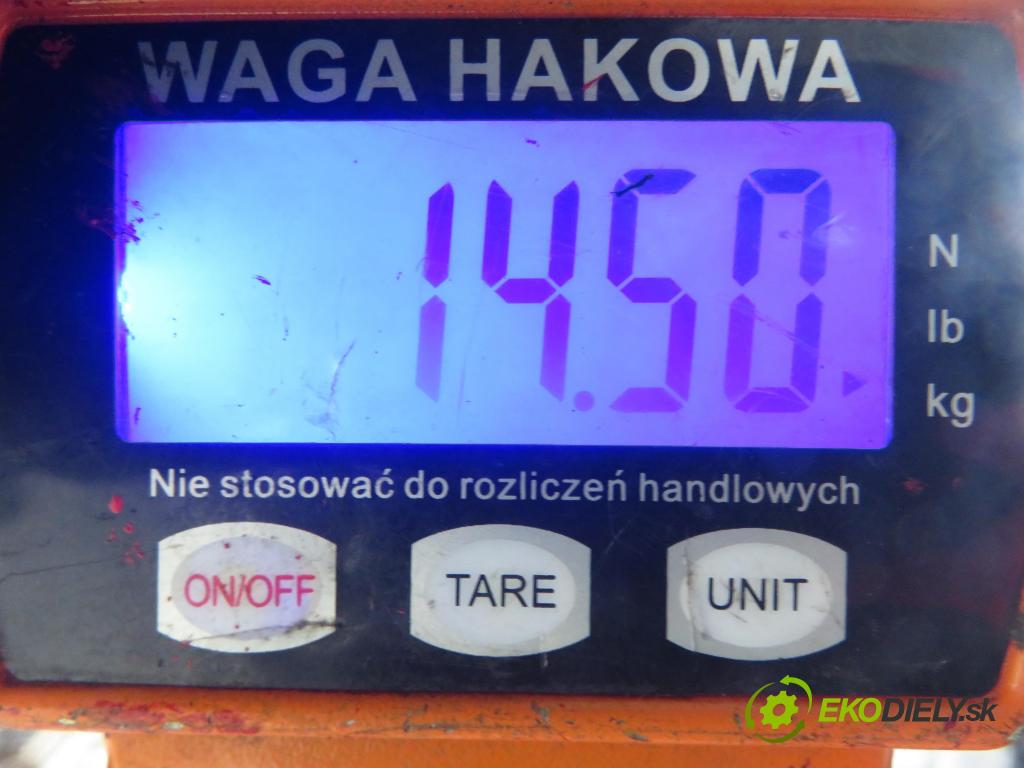 WAGA HAKOWA
14.50
N
lb
kg
Nie stosować do rozliczeń handlowych
ON/OFF TARE UNIT
EKODIELY.sk